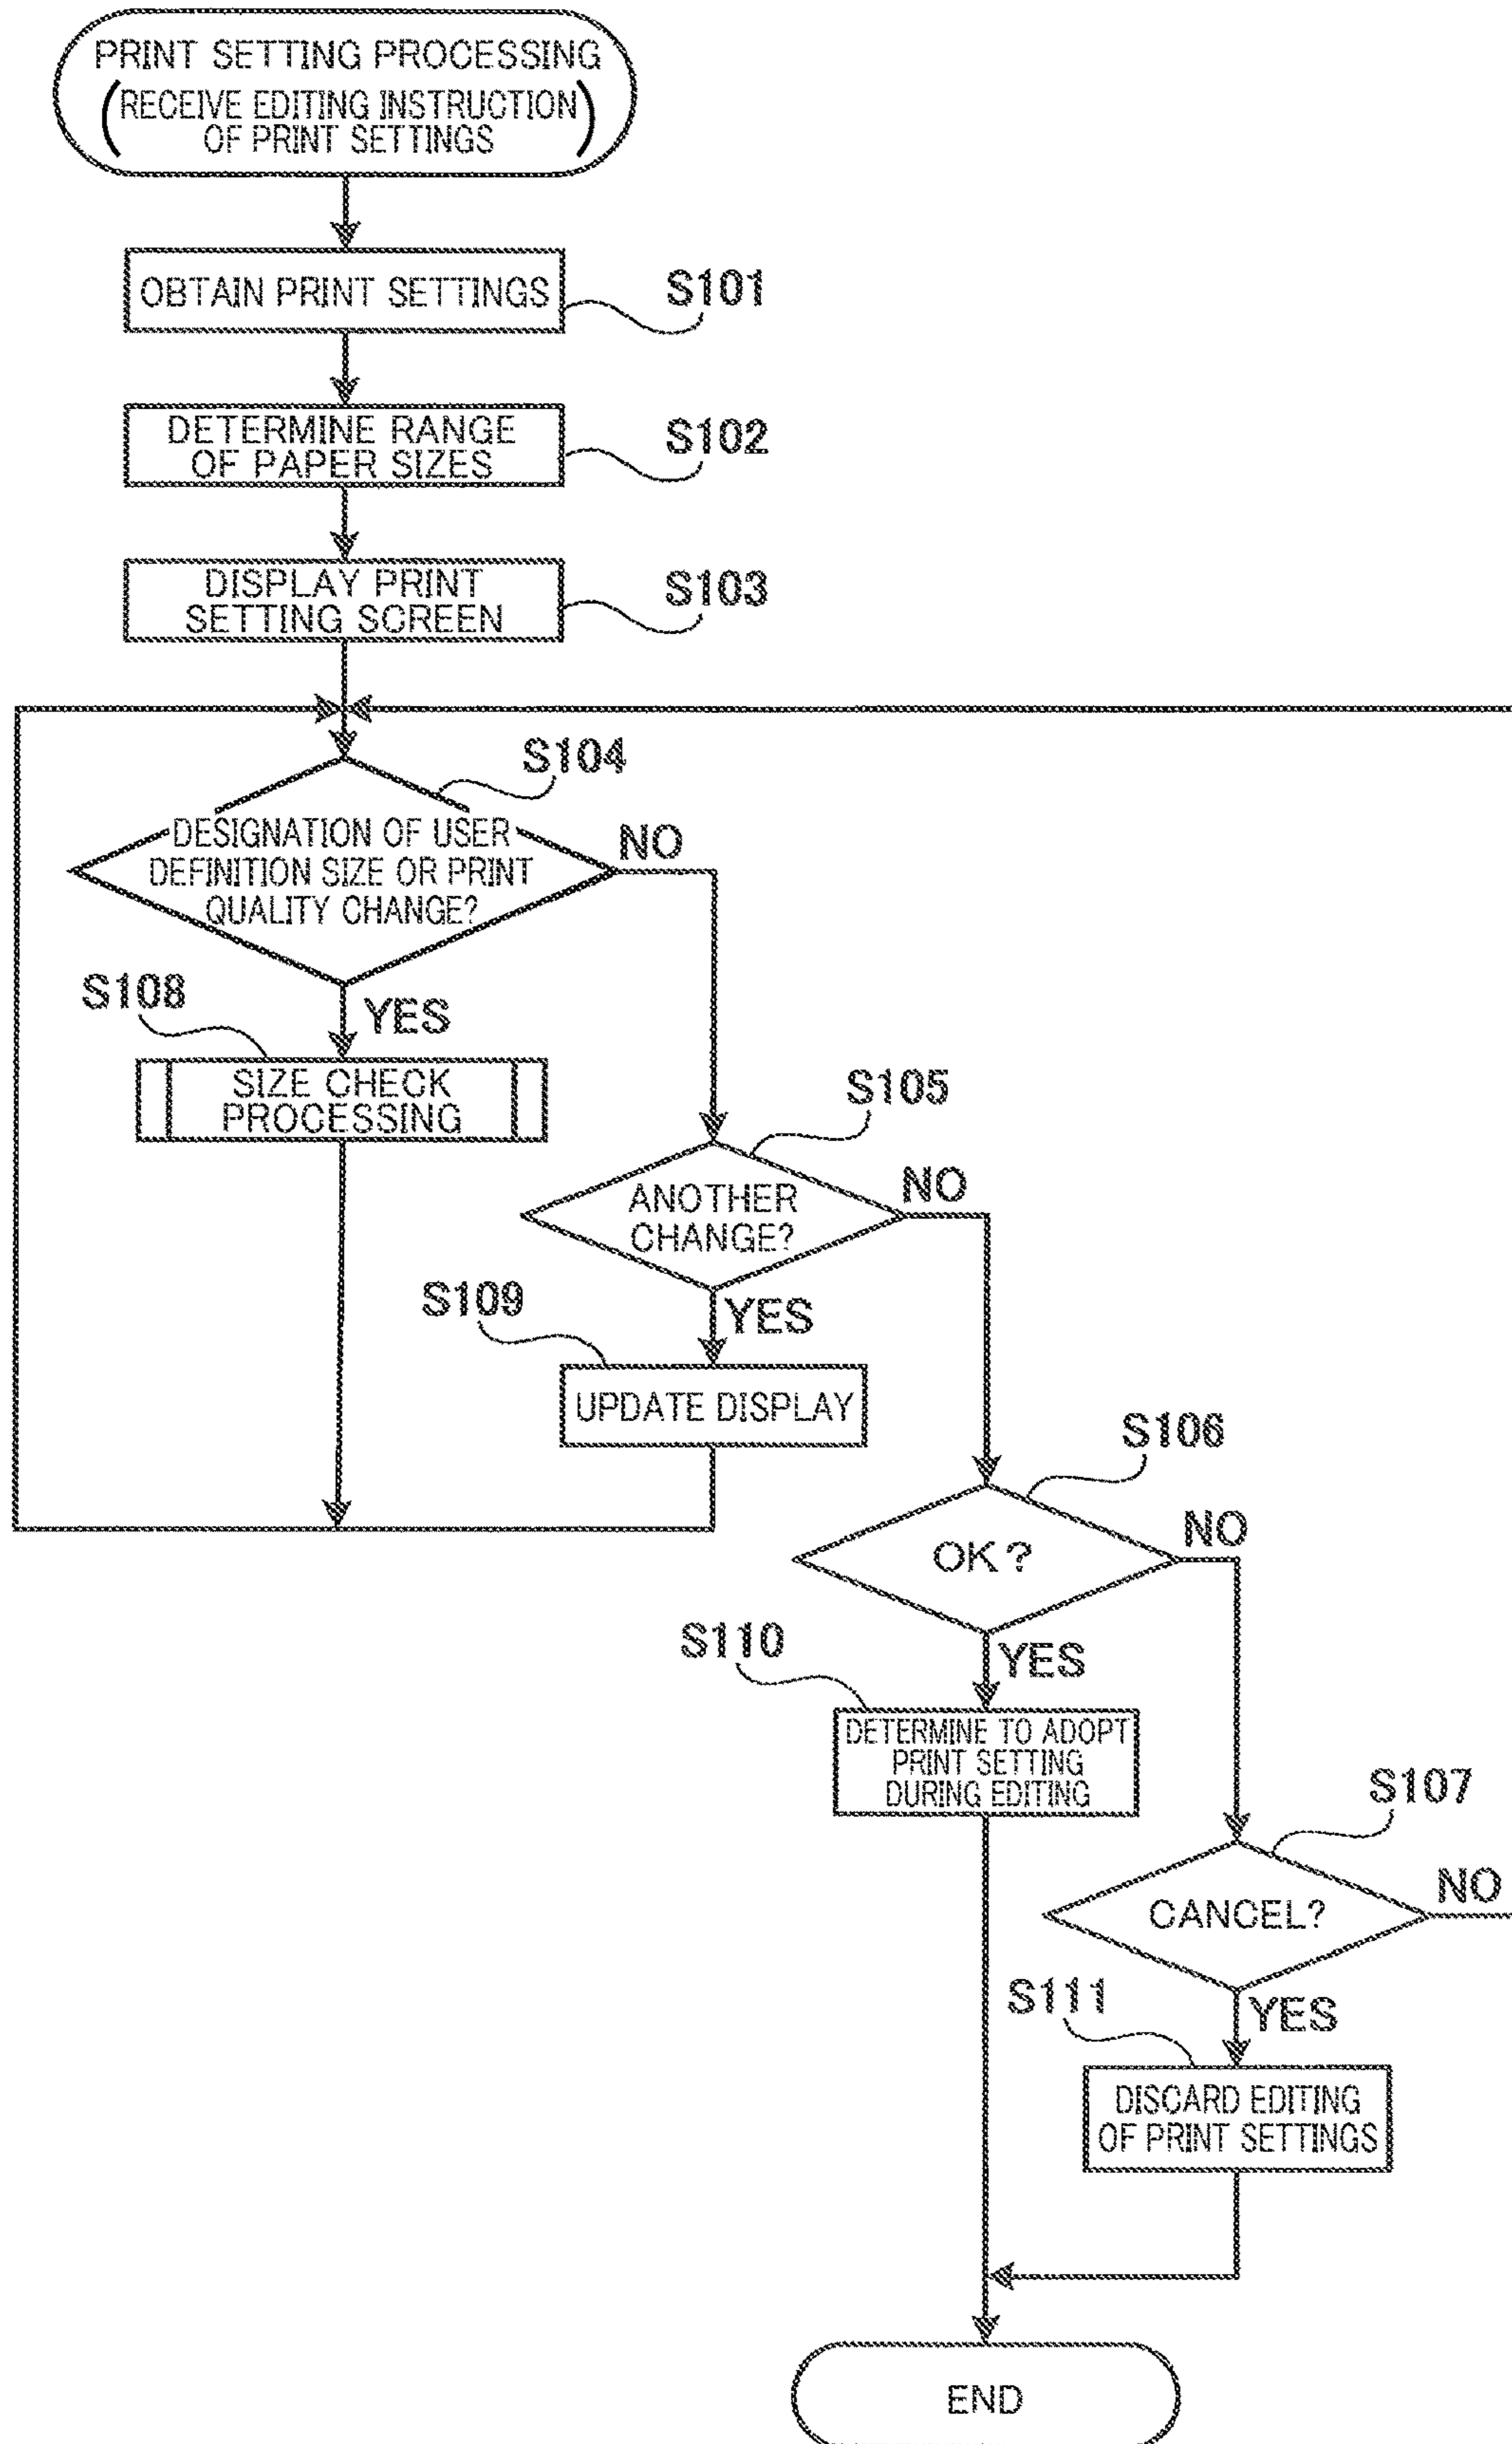 PRINT SETTING PROCESSING
(RECEIVE EDITING INSTRUCTION
OF PRINT SETTINGS)
OBTAIN PRINT SETTINGS
S101
DETERMINE RANGE
OF PAPER SIZES
S102
DISPLAY PRINT
SETTING SCREEN
S103
S104
DESIGNATION OF USER
DEFINITION SIZE OR PRINT
QUALITY CHANGE?
NO
YES
S108
SIZE CHECK
PROCESSING
S105
ANOTHER
CHANGE?
NO
YES
S109
UPDATE DISPLAY
S106
OK?
NO
YES
S110
DETERMINE TO ADOPT
PRINT SETTING
DURING EDITING
S107
CANCEL?
NO
YES
S111
DISCARD EDITING
OF PRINT SETTINGS
END